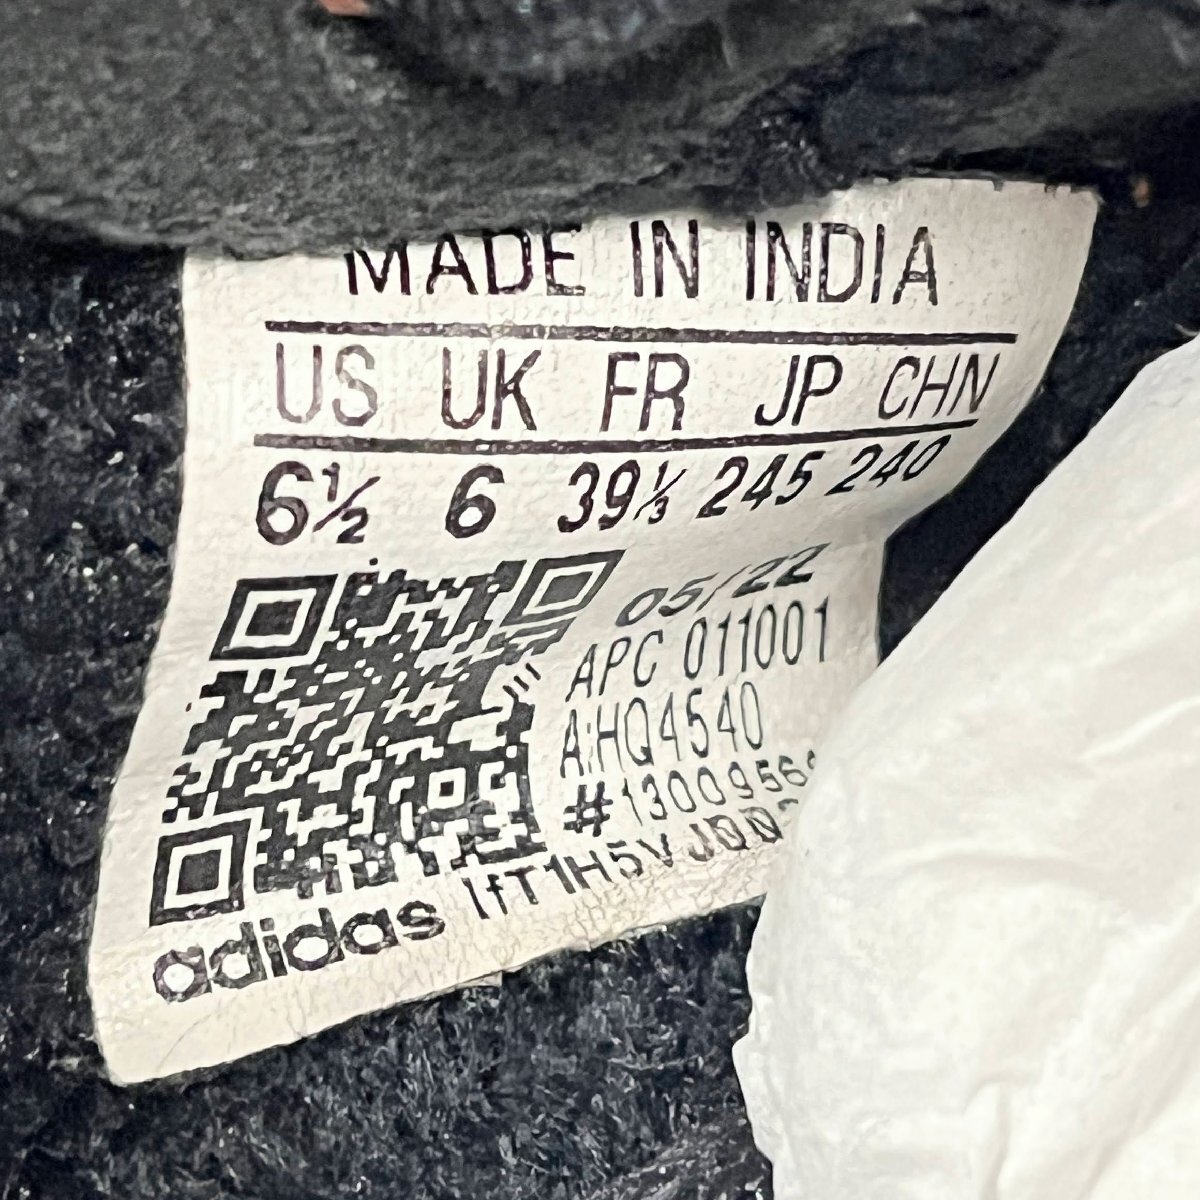 MADE IN INDIA
US UK FR JP CHN
6½ 6 39⅓ 245 240
05/22
APC 011001
A:HQ4540
adidas